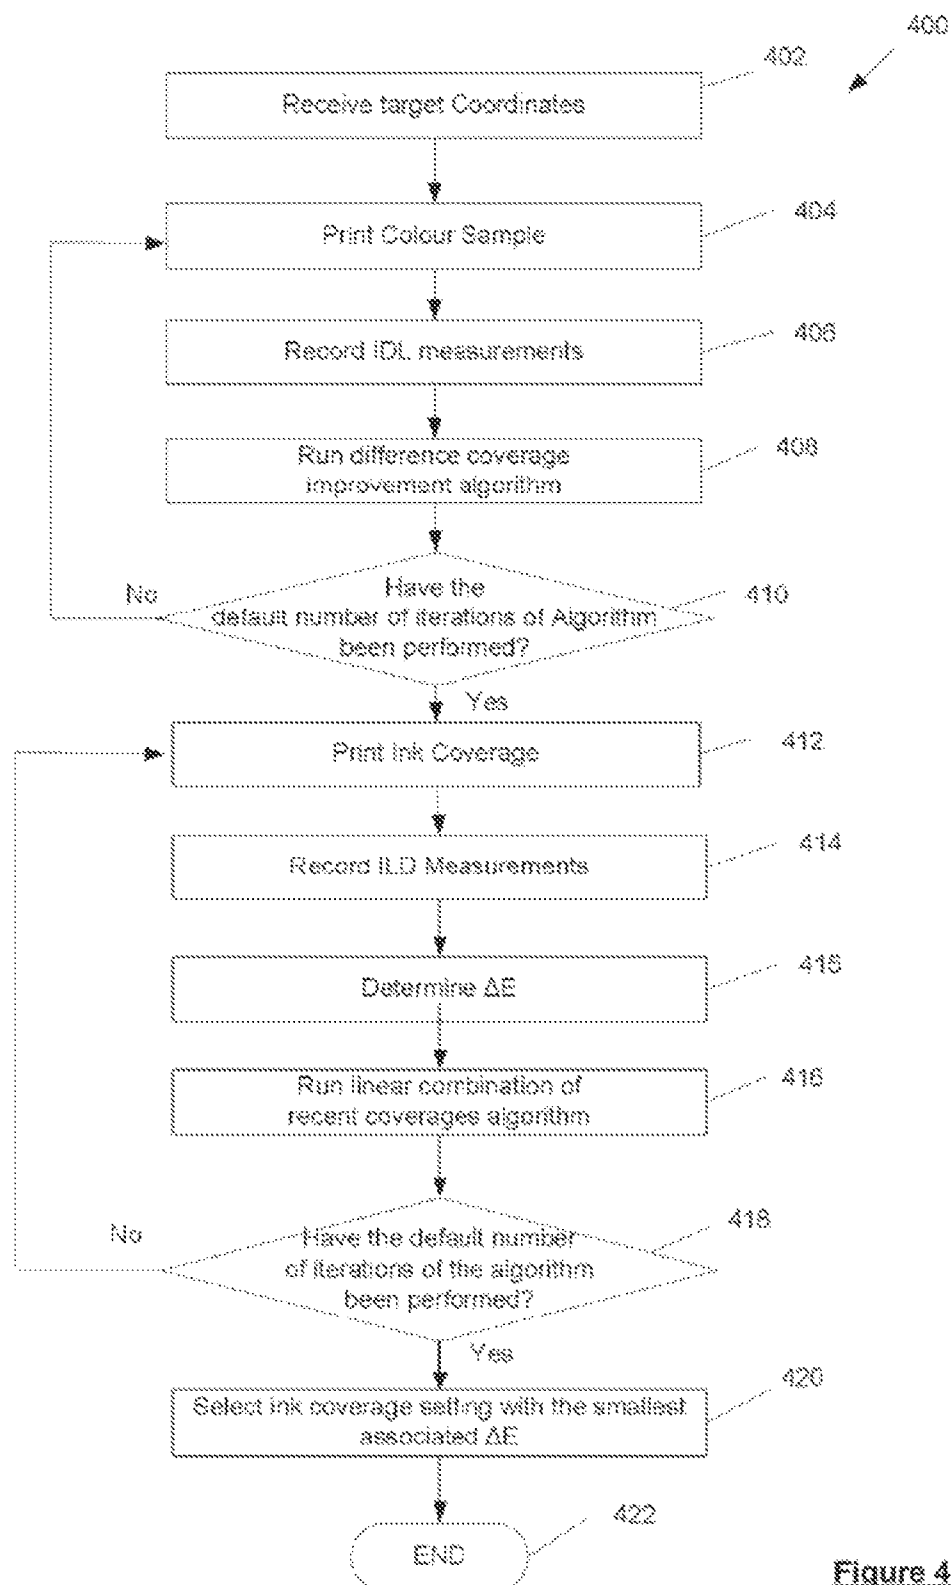 400
402
Receive target Coordinates
404
Print Colour Sample
406
Record IDL measurements
408
Run difference coverage
improvement algorithm
Have the
default number of iterations of Algorithm
been performed?
410
No
Yes
412
Print Ink Coverage
414
Record ILD Measurements
415
Determine ΔE
416
Run linear combination of
recent coverages algorithm
418
Have the default number
of iterations of the algorithm
been performed?
No
Yes
420
Select ink coverage setting with the smallest
associated ΔE
422
END
Figure 4